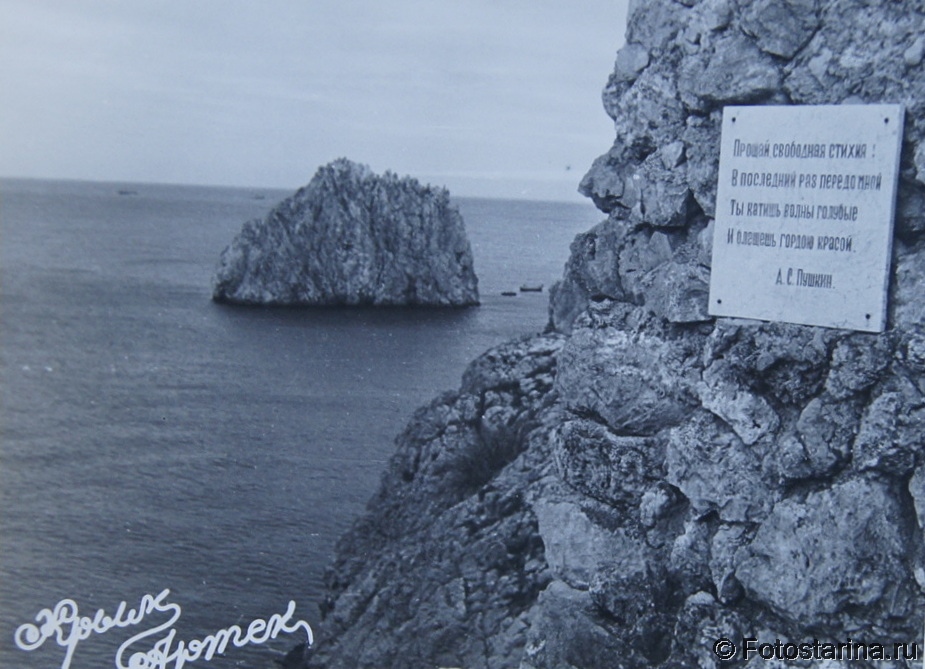 Прощай, свободная стихия!
В последний раз передо мной
Ты катишь волны голубые
И блещешь гордою красой.
А.С. Пушкин.
Крым
Артек
© Fotostarina.ru